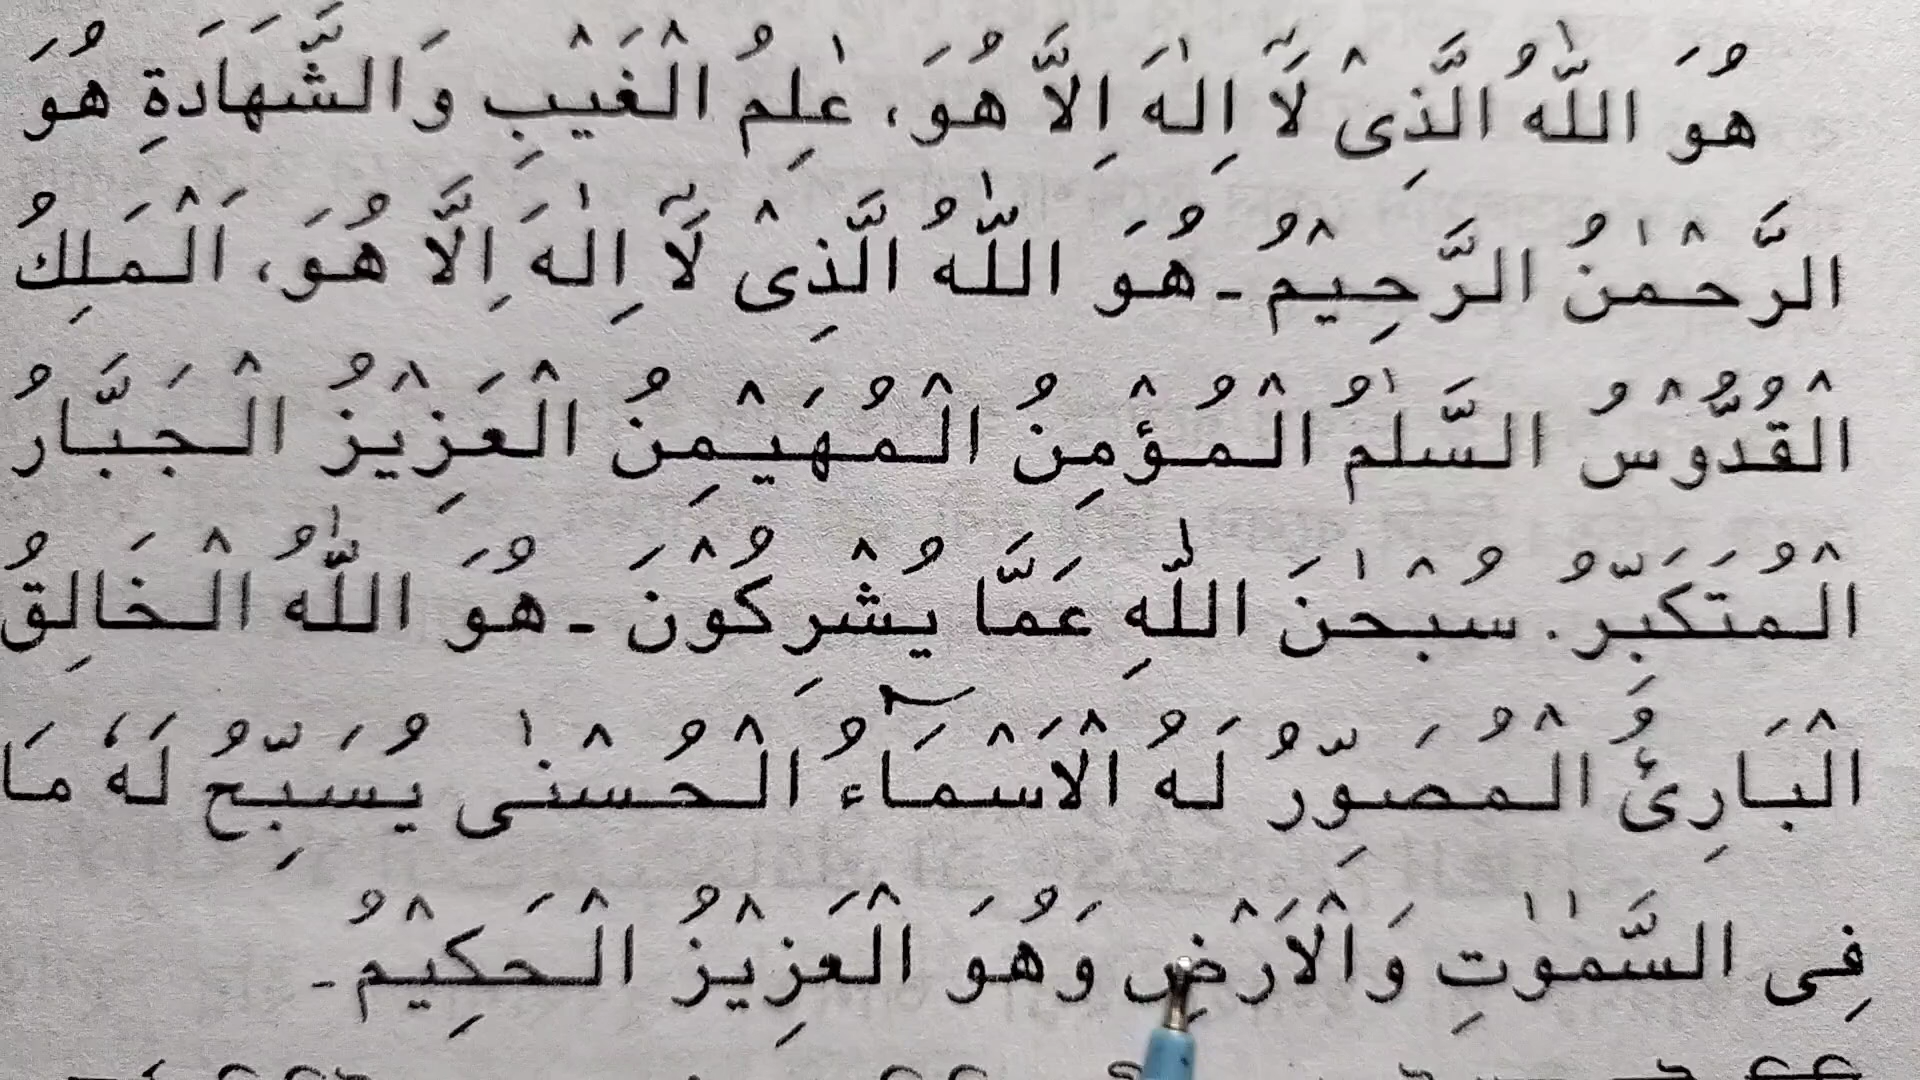 هُوَ اللّٰهُ الَّذِىْ لَآ اِلٰهَ اِلَّا هُوَ، عٰلِمُ الْغَيْبِ وَالشَّهَادَةِ هُوَ
الرَّحْمٰنُ الرَّحِيْمُ - هُوَ اللّٰهُ الَّذِىْ لَآ اِلٰهَ اِلَّا هُوَ، اَلْمَلِكُ
الْقُدُّوْسُ السَّلٰمُ الْمُؤْمِنُ الْمُهَيْمِنُ الْعَزِيْزُ الْجَبَّارُ
الْمُتَكَبِّرُ. سُبْحٰنَ اللّٰهِ عَمَّا يُشْرِكُوْنَ - هُوَ اللّٰهُ الْخَالِقُ
الْبَارِئُ الْمُصَوِّرُ لَهُ الْاَسْمَآءُ الْحُسْنٰى يُسَبِّحُ لَهٗ مَا
فِى السَّمٰوٰتِ وَالْاَرْضِ وَهُوَ الْعَزِيْزُ الْحَكِيْمُ -